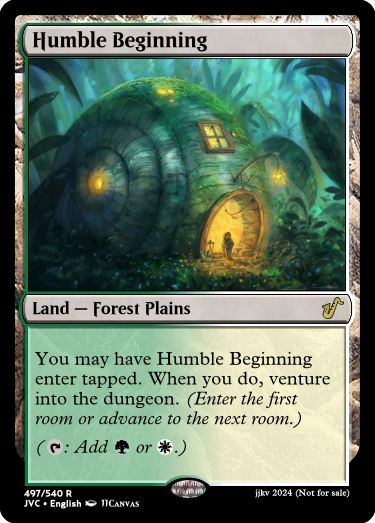 Humble Beginning
Land — Forest Plains
You may have Humble Beginning
enter tapped. When you do, venture
into the dungeon. (Enter the first
room or advance to the next room.)
( : Add or .)
497/540 R
JVC • English JJCANVAS
jjkv 2024 (Not for sale)